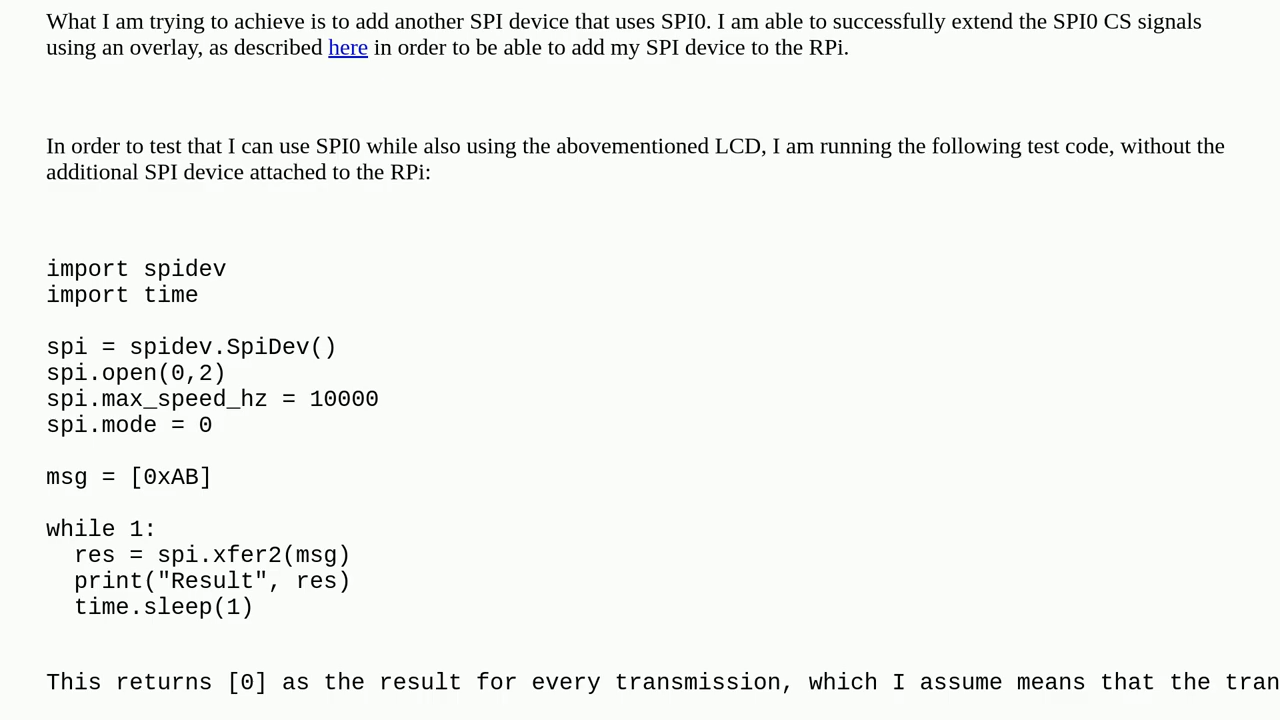 What I am trying to achieve is to add another SPI device that uses SPI0. I am able to successfully extend the SPI0 CS signals
using an overlay, as described here in order to be able to add my SPI device to the RPi.
In order to test that I can use SPI0 while also using the abovementioned LCD, I am running the following test code, without the
additional SPI device attached to the RPi:
import spidev
import time
spi = spidev.SpiDev()
spi.open(0,2)
spi.max_speed_hz = 10000
spi.mode = 0
msg = [0xAB]
while 1:
  res = spi.xfer2(msg)
  print("Result", res)
  time.sleep(1)
This returns [0] as the result for every transmission, which I assume means that the tran